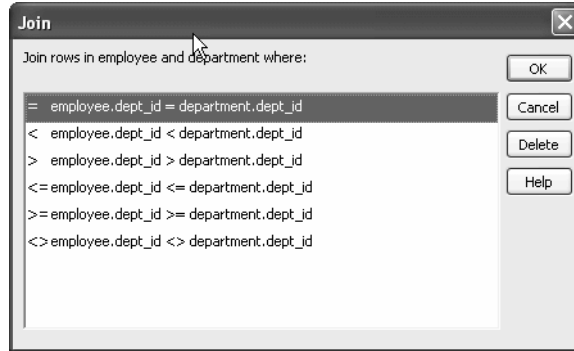 Join
Join rows in employee and department where:
= employee.dept_id = department.dept_id
< employee.dept_id < department.dept_id
> employee.dept_id > department.dept_id
<= employee.dept_id <= department.dept_id
>= employee.dept_id >= department.dept_id
<> employee.dept_id <> department.dept_id
OK
Cancel
Delete
Help